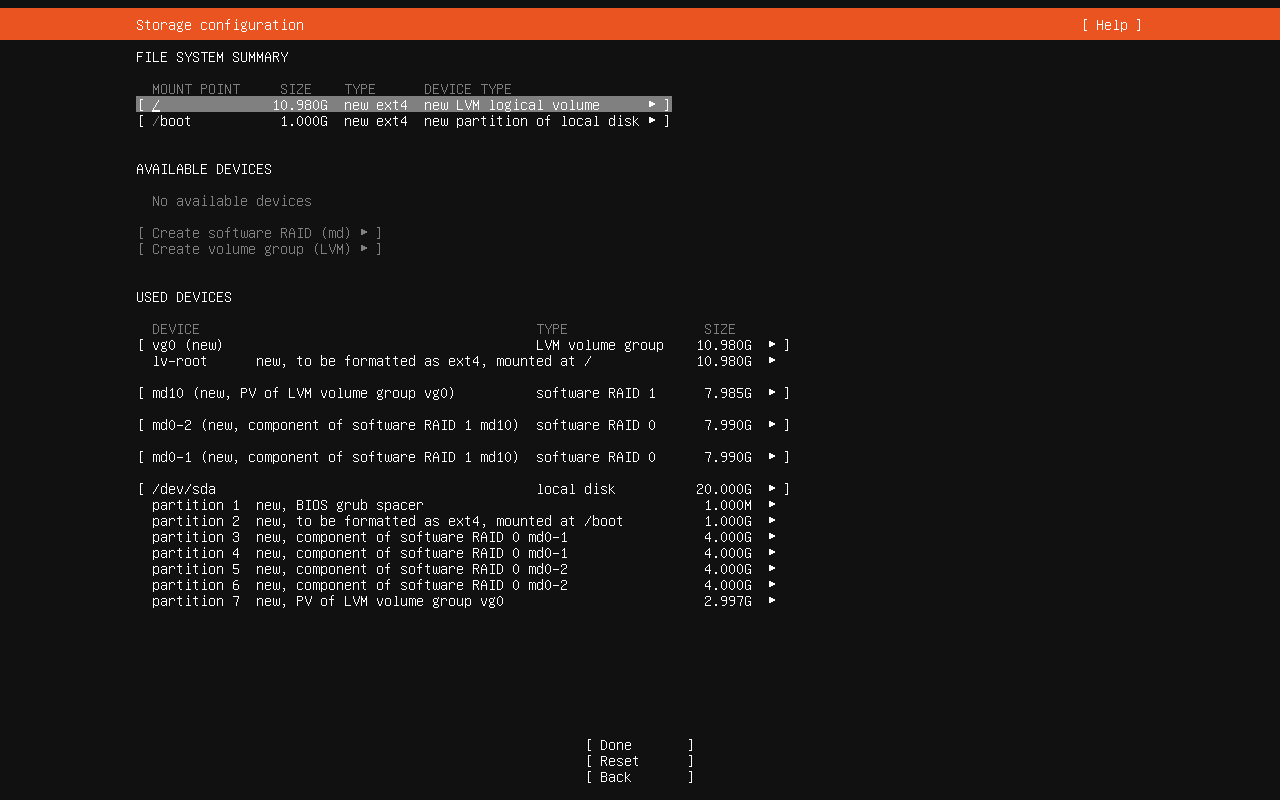 Storage configuration [ Help ]
FILE SYSTEM SUMMARY
MOUNT POINT SIZE TYPE DEVICE TYPE
[ / 10.980G new ext4 new LVM logical volume ▸ ]
[ /boot 1.000G new ext4 new partition of local disk ▸ ]
AVAILABLE DEVICES
No available devices
[ Create software RAID (md) ▸ ]
[ Create volume group (LVM) ▸ ]
USED DEVICES
DEVICE TYPE SIZE
[ vg0 (new) LVM volume group 10.980G ▸ ]
lv-root new, to be formatted as ext4, mounted at / 10.980G ▸
[ md10 (new, PV of LVM volume group vg0) software RAID 1 7.985G ▸ ]
[ md0-2 (new, component of software RAID 1 md10) software RAID 0 7.990G ▸ ]
[ md0-1 (new, component of software RAID 1 md10) software RAID 0 7.990G ▸ ]
[ /dev/sda local disk 20.000G ▸ ]
partition 1 new, BIOS grub spacer 1.000M ▸
partition 2 new, to be formatted as ext4, mounted at /boot 1.000G ▸
partition 3 new, component of software RAID 0 md0-1 4.000G ▸
partition 4 new, component of software RAID 0 md0-1 4.000G ▸
partition 5 new, component of software RAID 0 md0-2 4.000G ▸
partition 6 new, component of software RAID 0 md0-2 4.000G ▸
partition 7 new, PV of LVM volume group vg0 2.997G ▸
[ Done ]
[ Reset ]
[ Back ]